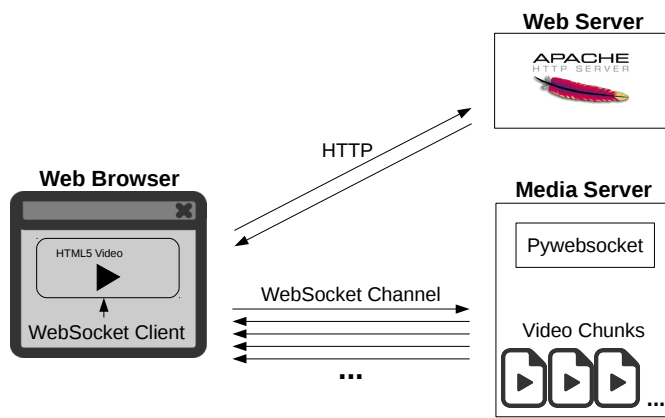 Web Server
APACHE
HTTP SERVER
HTTP
Web Browser
HTML5 Video
WebSocket Client
Media Server
Pywebsocket
WebSocket Channel
...
Video Chunks
...